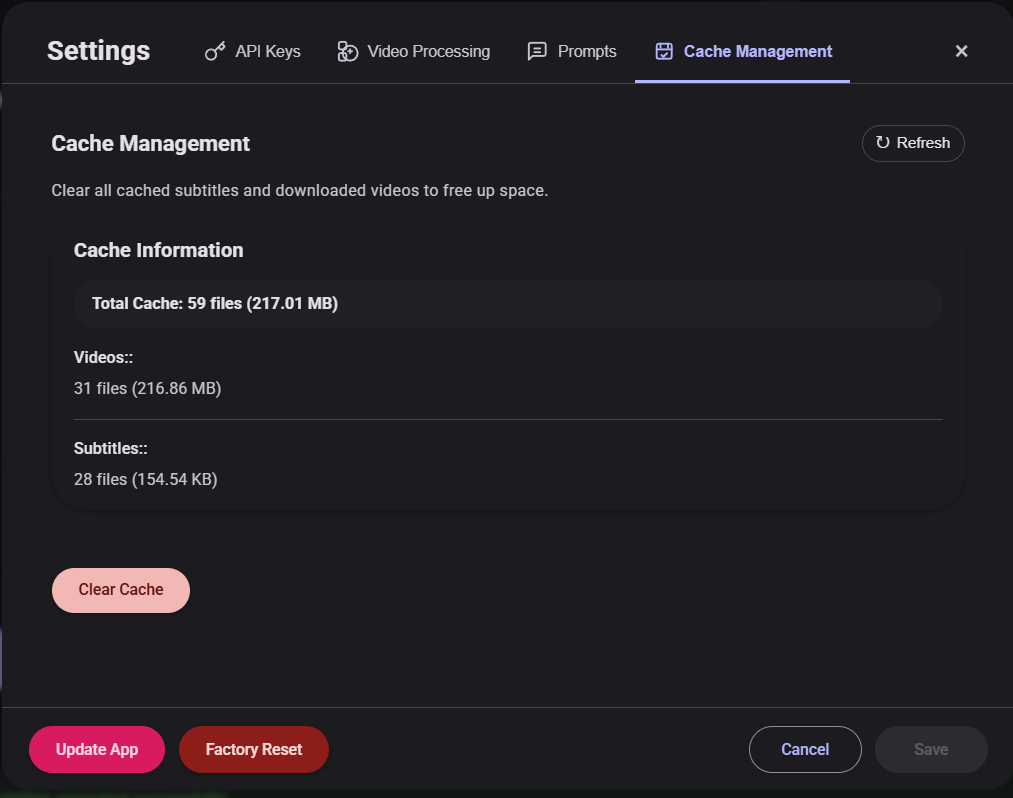 Settings
API Keys
Video Processing
Prompts
Cache Management
Cache Management
Refresh
Clear all cached subtitles and downloaded videos to free up space.
Cache Information
Total Cache: 59 files (217.01 MB)
Videos::
31 files (216.86 MB)
Subtitles::
28 files (154.54 KB)
Clear Cache
Update App
Factory Reset
Cancel
Save